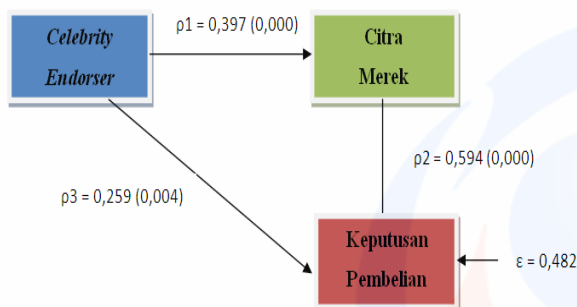 Celebrity
Endorser
ρ1 = 0,397 (0,000)
Citra
Merek
ρ2 = 0,594 (0,000)
ρ3 = 0,259 (0,004)
Keputusan
Pembelian
ε = 0,482